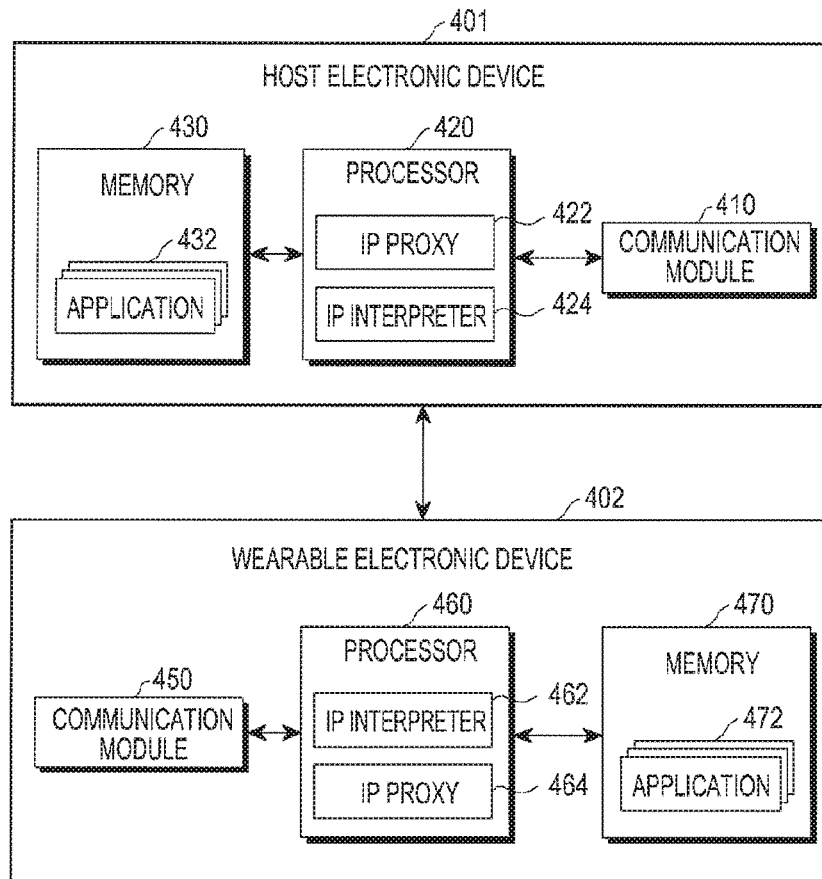 401
HOST ELECTRONIC DEVICE
430
MEMORY
432
APPLICATION
420
PROCESSOR
422
IP PROXY
IP INTERPRETER
424
410
COMMUNICATION
MODULE
402
WEARABLE ELECTRONIC DEVICE
450
COMMUNICATION
MODULE
460
PROCESSOR
462
IP INTERPRETER
IP PROXY
464
470
MEMORY
472
APPLICATION